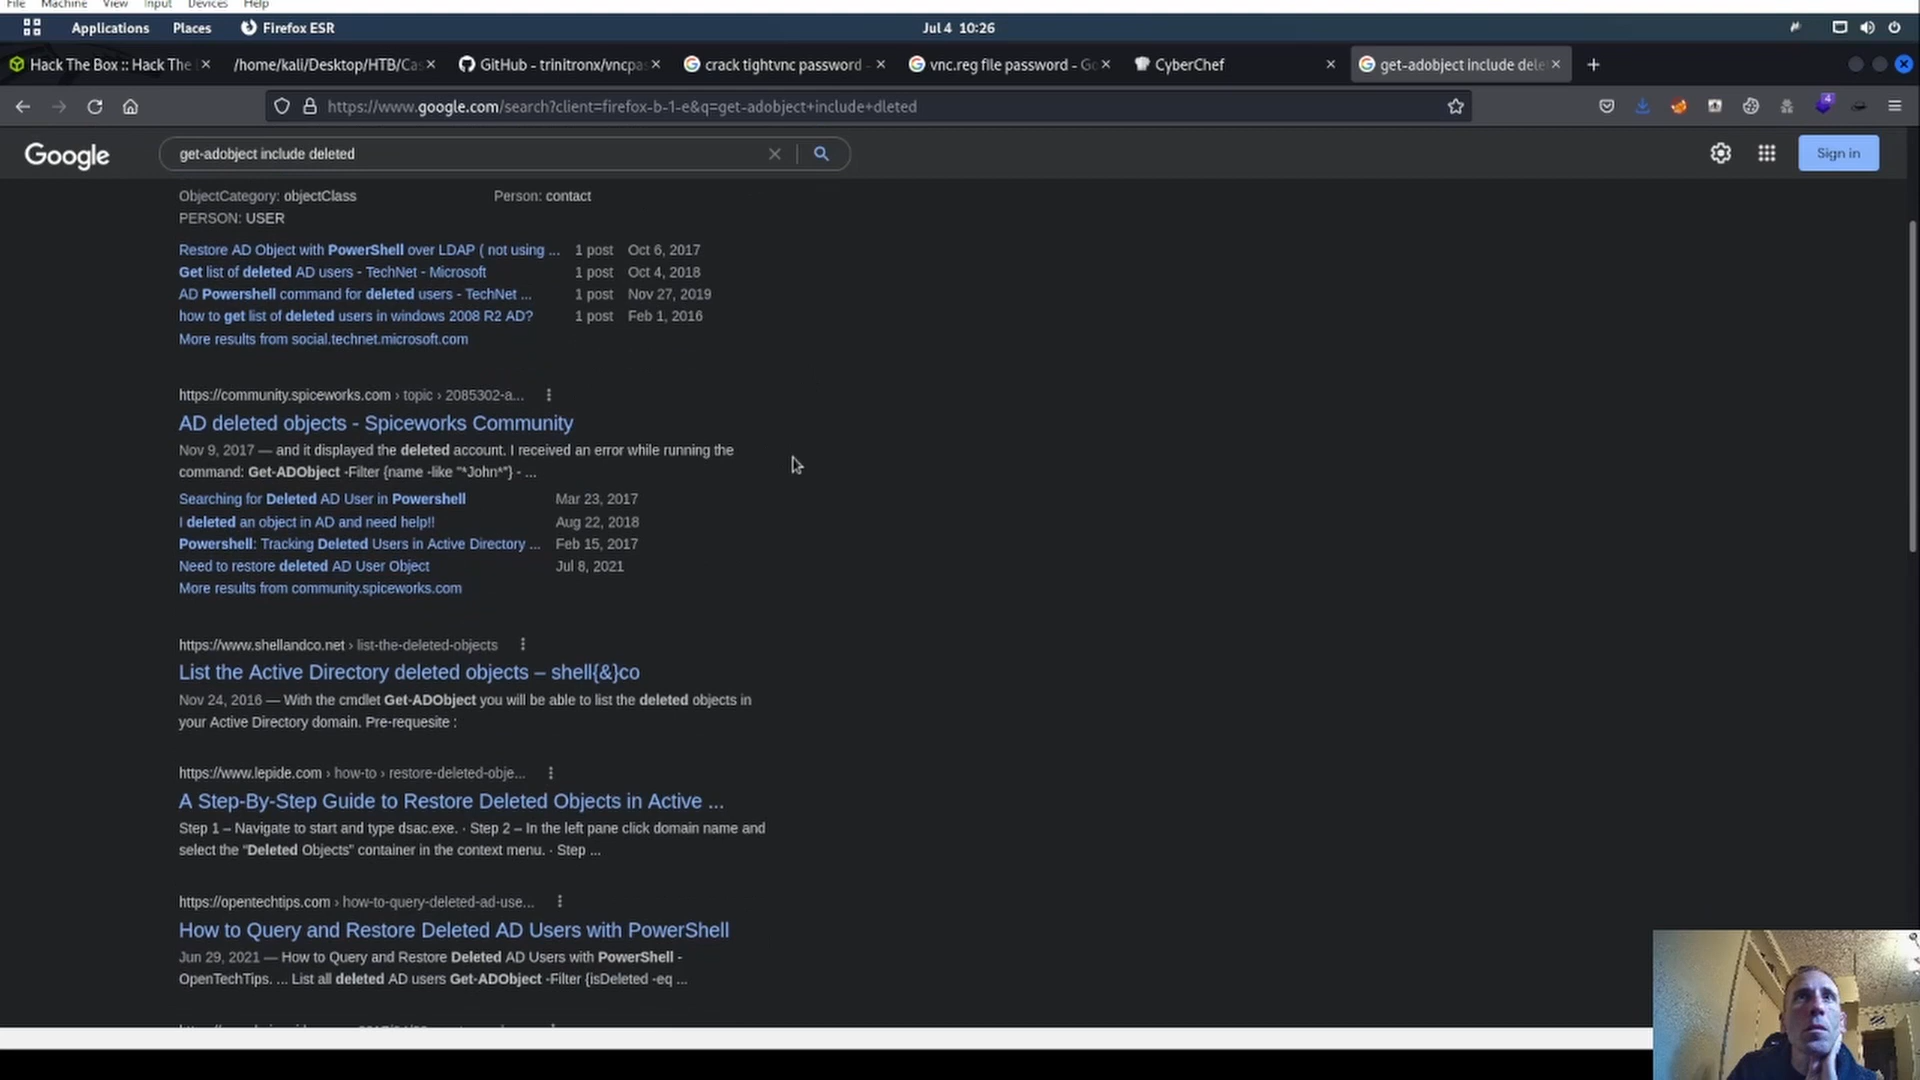 File Machine View Input Devices Help
Applications Places Firefox ESR Jul 4 10:26
Hack The Box :: Hack The /home/kali/Desktop/HTB/Ca GitHub - trinitronx/vncpas crack tightvnc password - vnc.reg file password - Go CyberChef get-adobject include dele
https://www.google.com/search?client=firefox-b-1-e&q=get-adobject+include+dleted 4
Google get-adobject include deleted Sign in
ObjectCategory: objectClass Person: contact
PERSON: USER
Restore AD Object with PowerShell over LDAP ( not using ... 1 post Oct 6, 2017
Get list of deleted AD users - TechNet - Microsoft 1 post Oct 4, 2018
AD Powershell command for deleted users - TechNet ... 1 post Nov 27, 2019
how to get list of deleted users in windows 2008 R2 AD? 1 post Feb 1, 2016
More results from social.technet.microsoft.com
https://community.spiceworks.com › topic › 2085302-a...
AD deleted objects - Spiceworks Community
Nov 9, 2017 — and it displayed the deleted account. I received an error while running the
command: Get-ADObject -Filter {name -like "*John*"} - ...
Searching for Deleted AD User in Powershell Mar 23, 2017
I deleted an object in AD and need help!! Aug 22, 2018
Powershell: Tracking Deleted Users in Active Directory ... Feb 15, 2017
Need to restore deleted AD User Object Jul 8, 2021
More results from community.spiceworks.com
https://www.shellandco.net › list-the-deleted-objects
List the Active Directory deleted objects – shell{&}co
Nov 24, 2016 — With the cmdlet Get-ADObject you will be able to list the deleted objects in
your Active Directory domain. Pre-requesite :
https://www.lepide.com › how-to › restore-deleted-obje...
A Step-By-Step Guide to Restore Deleted Objects in Active ...
Step 1 – Navigate to start and type dsac.exe. · Step 2 – In the left pane click domain name and
select the “Deleted Objects” container in the context menu. · Step ...
https://opentechtips.com › how-to-query-deleted-ad-use...
How to Query and Restore Deleted AD Users with PowerShell
Jun 29, 2021 — How to Query and Restore Deleted AD Users with PowerShell -
OpenTechTips. ... List all deleted AD users Get-ADObject -Filter {isDeleted -eq ...